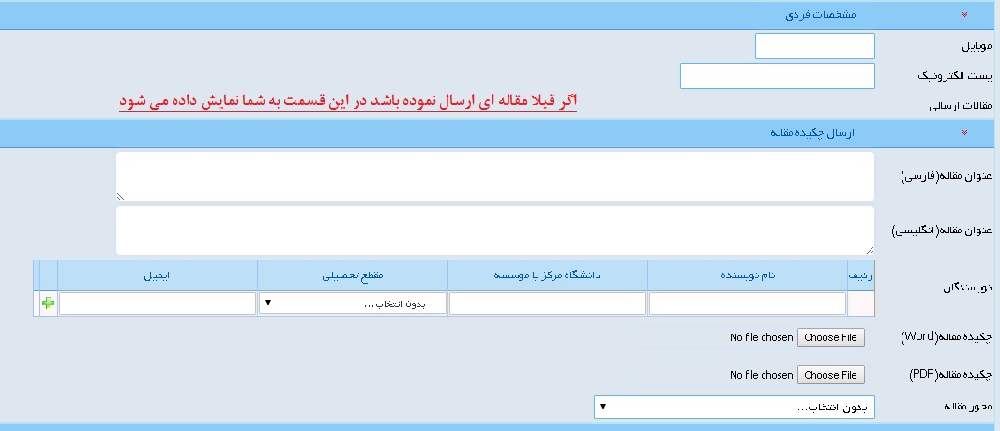 مشخصات فردی
موبایل
پست الکترونیک
مقالات ارسالی اگر قبلا مقاله ای ارسال نموده باشد در این قسمت به شما نمایش داده می شود
ارسال چکیده مقاله
عنوان مقاله(فارسی)
عنوان مقاله(انگلیسی)
ردیف نام نویسنده دانشگاه مرکز یا موسسه مقطع تحصیلی ایمیل
نویسندگان
بدون انتخاب...
چکیده مقاله(Word) Choose File No file chosen
چکیده مقاله(PDF) Choose File No file chosen
محور مقاله بدون انتخاب...